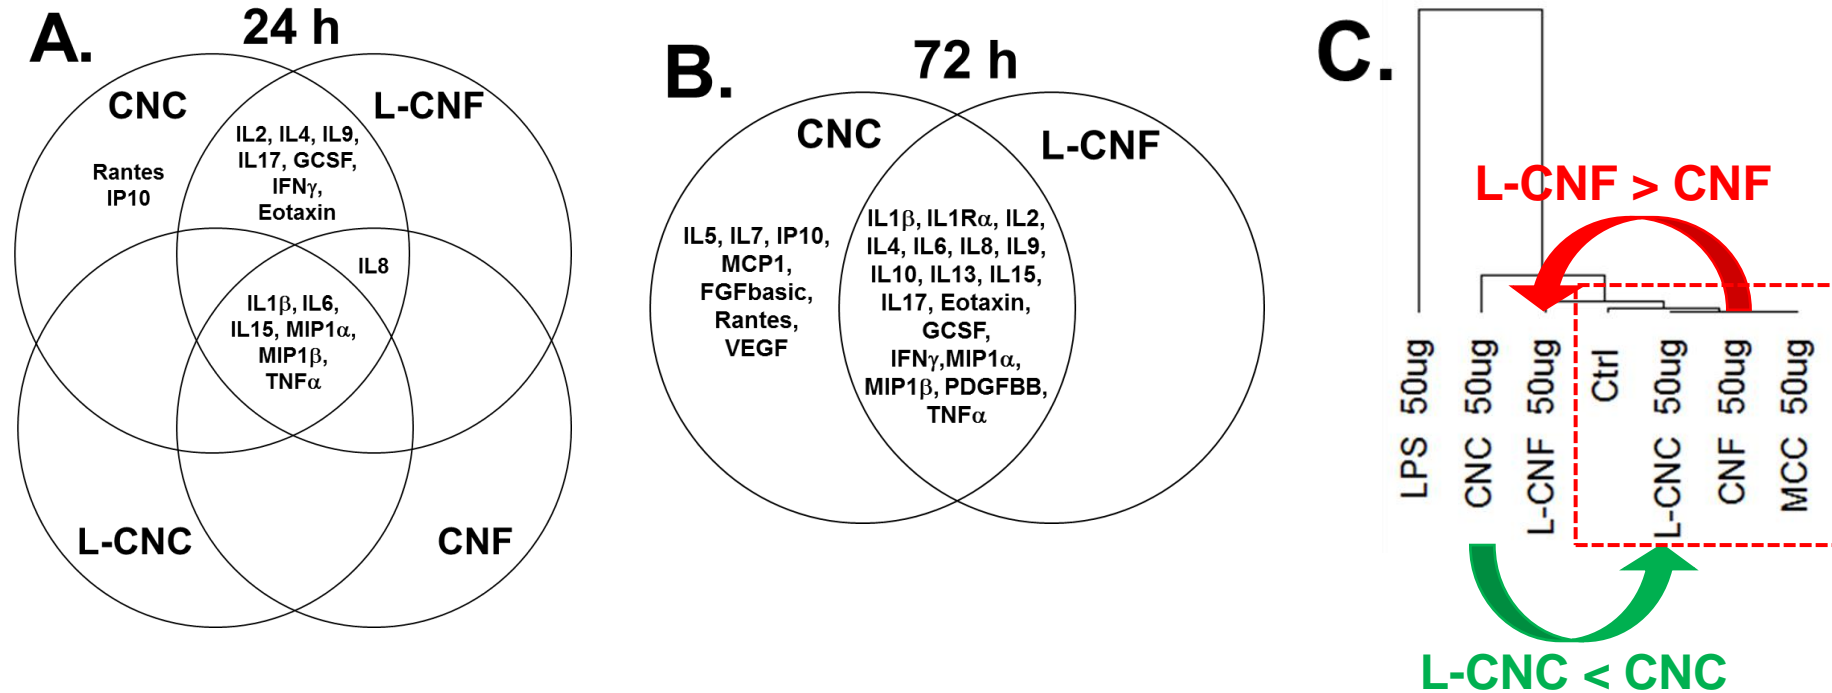 A.
24 h
CNC
L-CNF
Rantes
IP10
IL2, IL4, IL9,
IL17, GCSF,
IFNγ,
Eotaxin
IL8
IL1β, IL6,
IL15, MIP1α,
MIP1β,
TNFα
L-CNC
CNF
B.
72 h
CNC
L-CNF
IL5, IL7, IP10,
MCP1,
FGFbasic,
Rantes,
VEGF
IL1β, IL1Rα, IL2,
IL4, IL6, IL8, IL9,
IL10, IL13, IL15,
IL17, Eotaxin,
GCSF,
IFNγ,MIP1α,
MIP1β, PDGFBB,
TNFα
C.
L-CNF > CNF
LPS 50ug
CNC 50ug
L-CNF 50ug
Ctrl
L-CNC 50ug
CNF 50ug
MCC 50ug
L-CNC < CNC